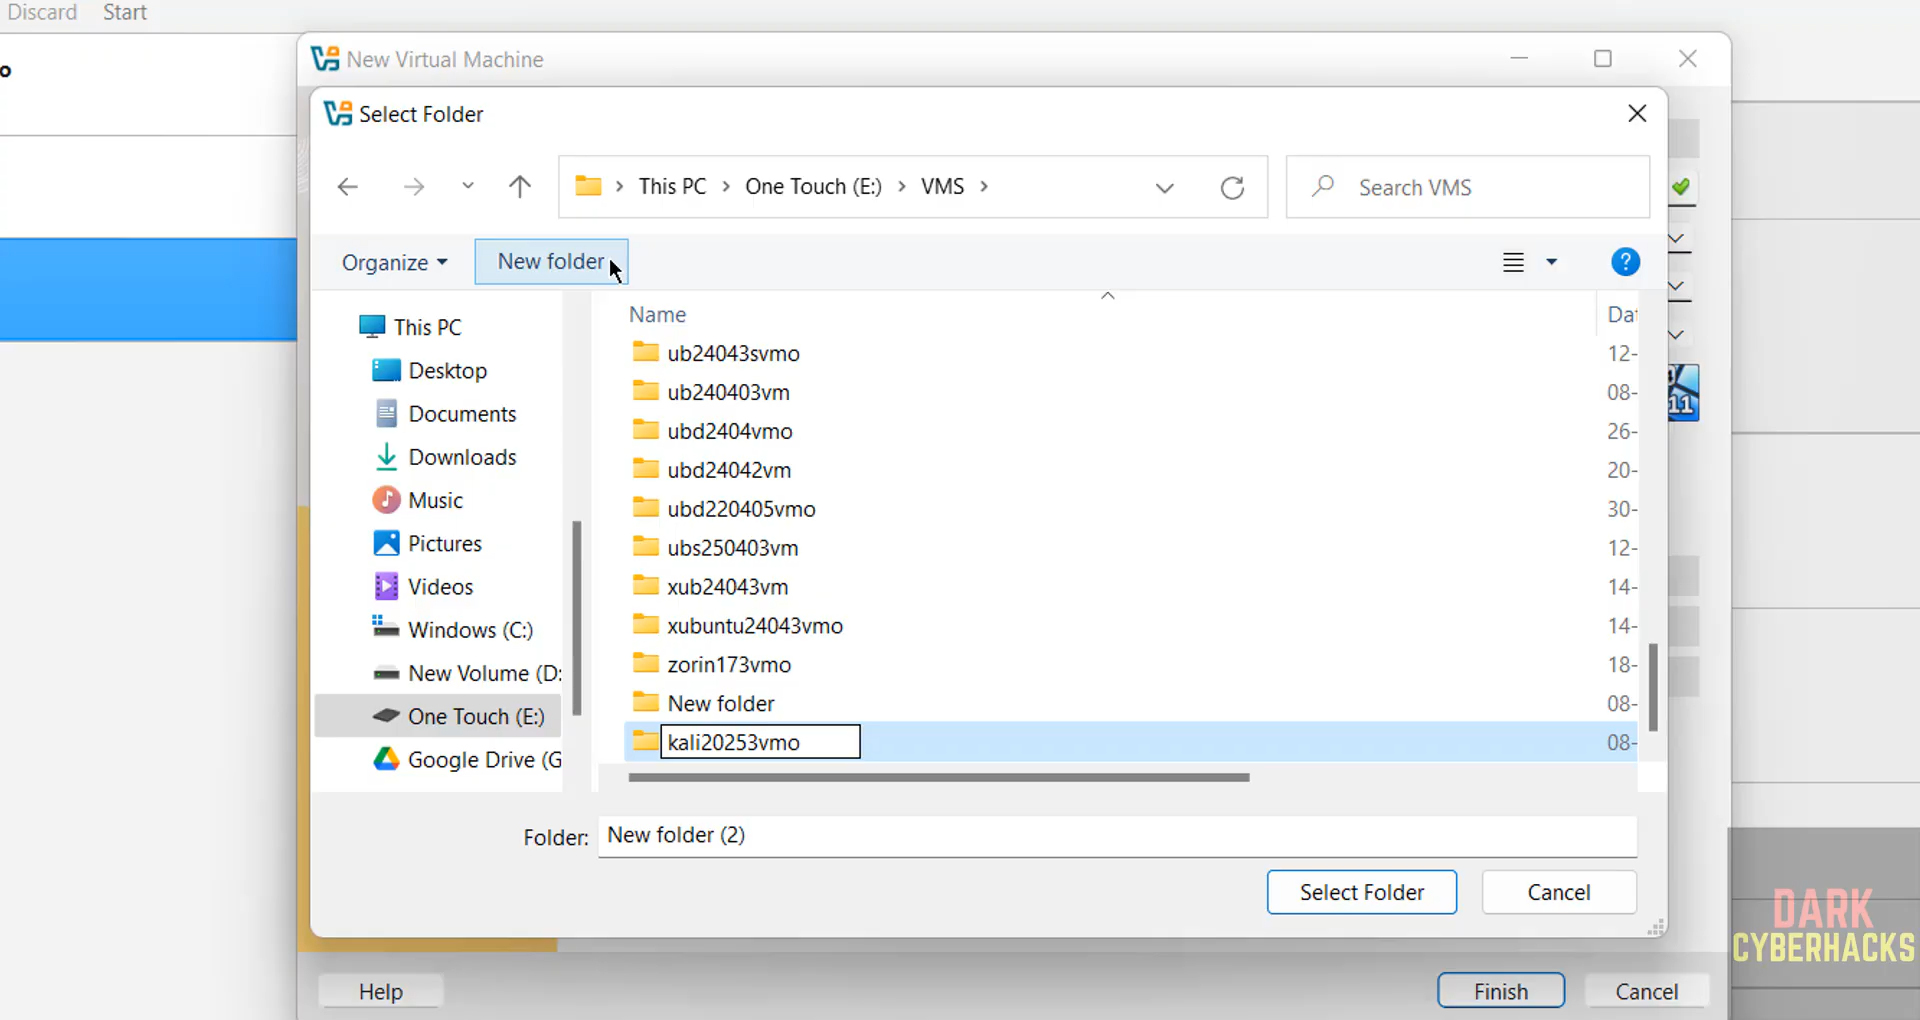 Discard Start
o
New Virtual Machine
Select Folder
This PC > One Touch (E:) > VMS >
Search VMS
Organize
New folder
?
Name
Dat
This PC
Desktop
Documents
Downloads
Music
Pictures
Videos
Windows (C:)
New Volume (D:
One Touch (E:)
Google Drive (G
ub24043svmo 12-
ub240403vm 08-
ubd2404vmo 26-
ubd24042vm 20-
ubd220405vmo 30-
ubs250403vm 12-
xub24043vm 14-
xubuntu24043vmo 14-
zorin173vmo 18-
New folder 08-
kali20253vmo 08-
11
Folder: New folder (2)
Select Folder
Cancel
Help
Finish
Cancel
DARK
CYBERHACKS